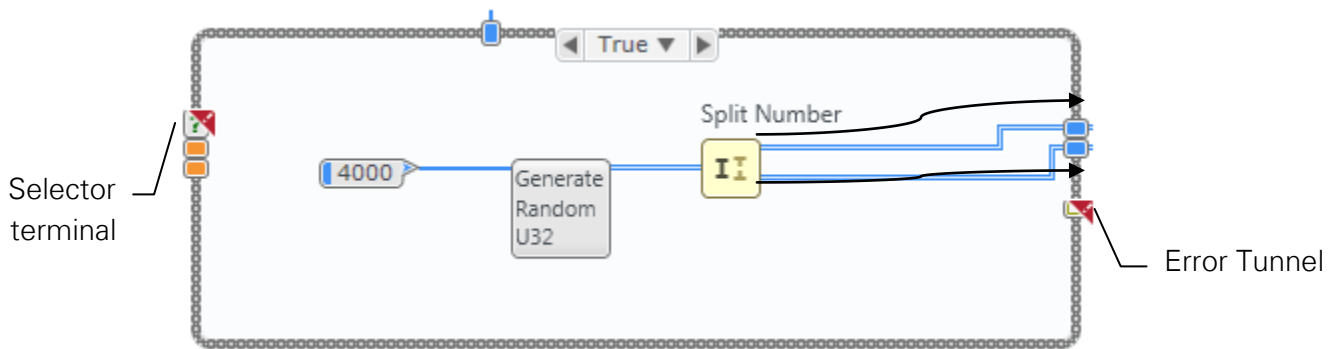 True
Split Number
4000
Generate
Random
U32
Selector
terminal
Error Tunnel